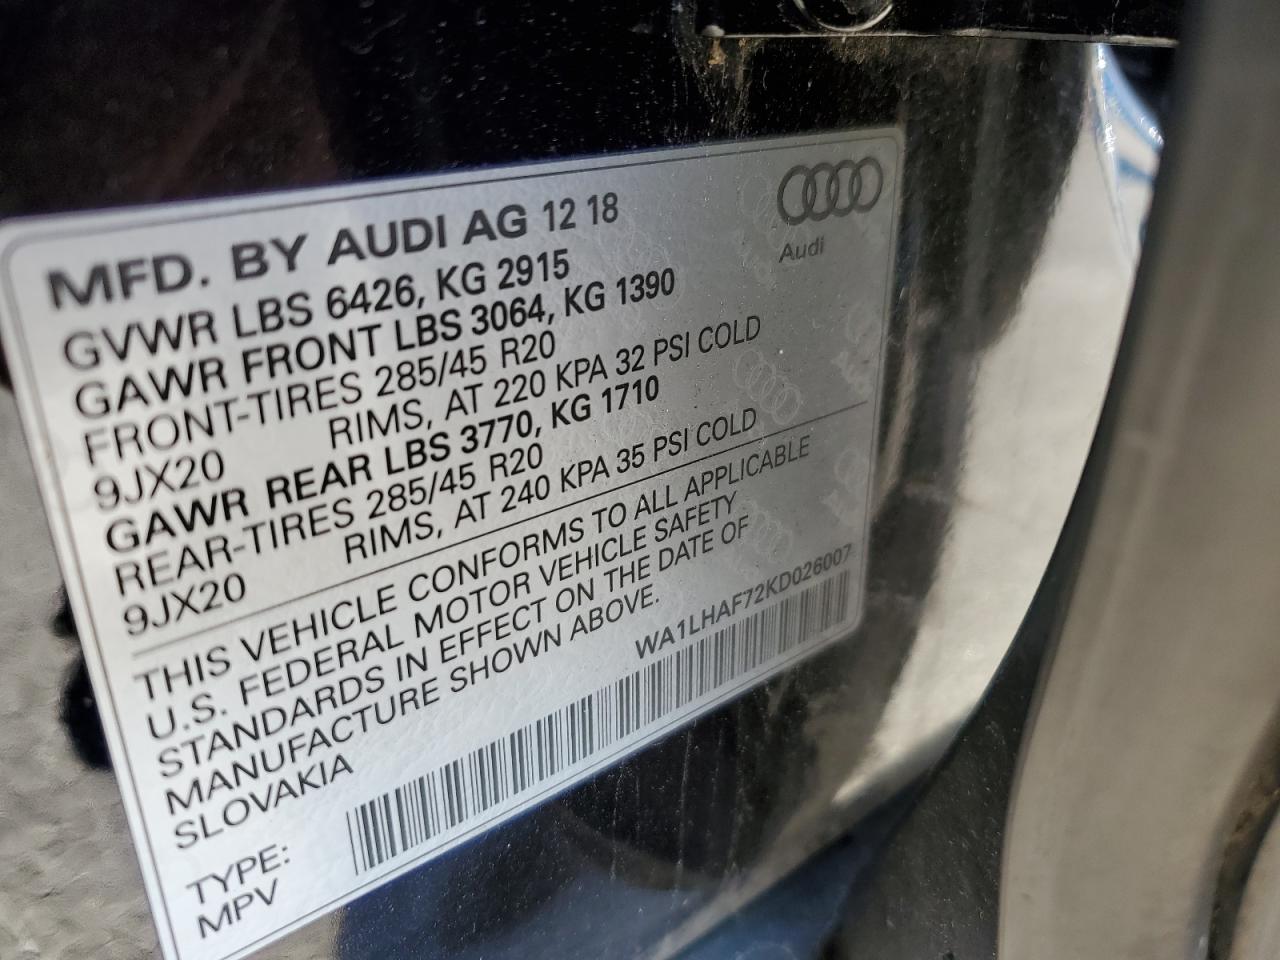 MFD. BY AUDI AG 12 18
Audi
GVWR LBS 6426, KG 2915
GAWR FRONT LBS 3064, KG 1390
FRONT-TIRES 285/45 R20
9JX20 RIMS, AT 220 KPA 32 PSI COLD
GAWR REAR LBS 3770, KG 1710
REAR-TIRES 285/45 R20
9JX20 RIMS, AT 240 KPA 35 PSI COLD
THIS VEHICLE CONFORMS TO ALL APPLICABLE
U.S. FEDERAL MOTOR VEHICLE SAFETY
STANDARDS IN EFFECT ON THE DATE OF
MANUFACTURE SHOWN ABOVE.
SLOVAKIA
WA1LHAF72KD026007
TYPE:
MPV